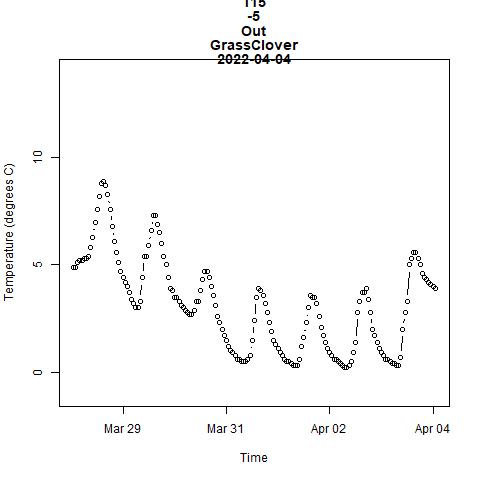 T15
-5
Out
GrassClover
2022-04-04
Temperature (degrees C)
10
5
0
Mar 29
Mar 31
Apr 02
Apr 04
Time